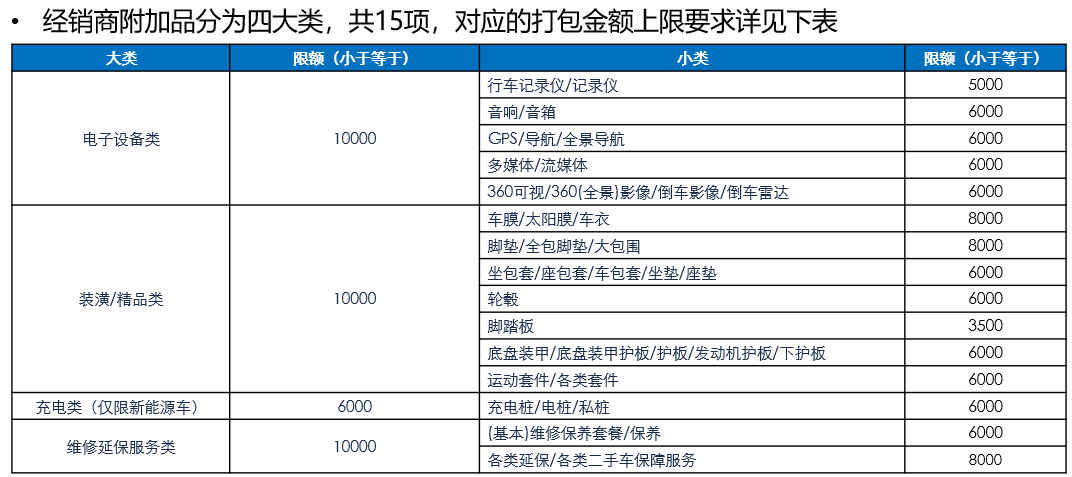 • 经销商附加品分为四大类，共15项，对应的打包金额上限要求详见下表
大类 限额（小于等于） 小类 限额（小于等于）
电子设备类 10000 行车记录仪/记录仪 5000
音响/音箱 6000
GPS/导航/全景导航 6000
多媒体/流媒体 6000
360可视/360(全景)影像/倒车影像/倒车雷达 6000
装潢/精品类 10000 车膜/太阳膜/车衣 8000
脚垫/全包脚垫/大包围 8000
坐包套/座包套/车包套/坐垫/座垫 6000
轮毂 6000
脚踏板 3500
底盘装甲/底盘装甲护板/护板/发动机护板/下护板 6000
运动套件/各类套件 6000
充电类（仅限新能源车） 6000 充电桩/电桩/私桩 6000
维修延保服务类 10000 (基本)维修保养套餐/保养 6000
各类延保/各类二手车保障服务 8000